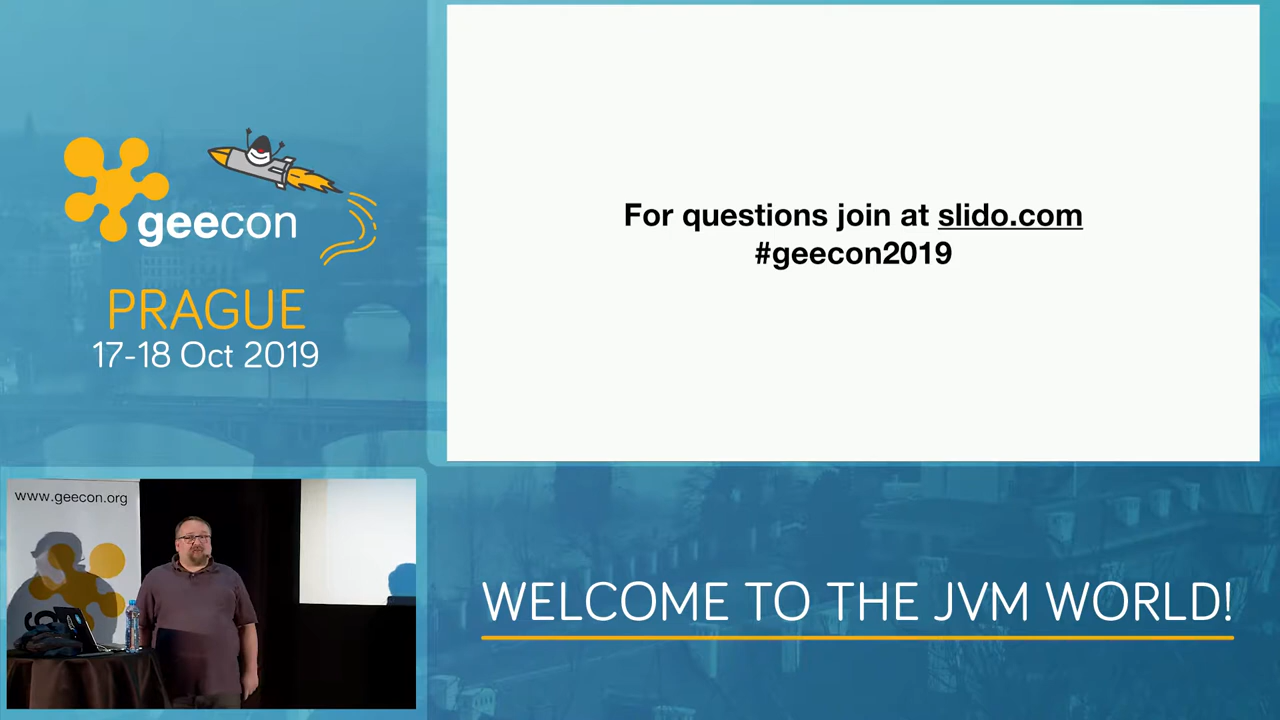 geecon
PRAGUE
17-18 Oct 2019
For questions join at slido.com
#geecon2019
www.geecon.org
WELCOME TO THE JVM WORLD!